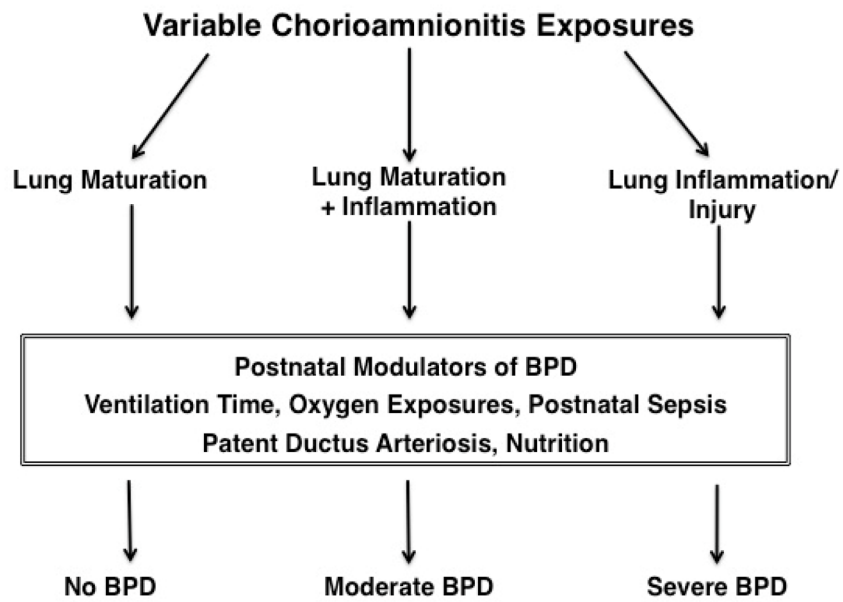 Variable Chorioamnionitis Exposures
Lung Maturation
Lung Maturation
+ Inflammation
Lung Inflammation/
Injury
Postnatal Modulators of BPD
Ventilation Time, Oxygen Exposures, Postnatal Sepsis
Patent Ductus Arteriosis, Nutrition
No BPD
Moderate BPD
Severe BPD